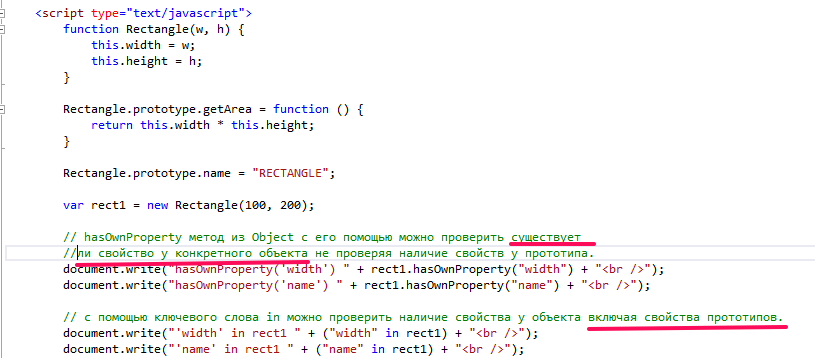 <script type="text/javascript">
function Rectangle(w, h) {
this.width = w;
this.height = h;
}
Rectangle.prototype.getArea = function () {
return this.width * this.height;
}
Rectangle.prototype.name = "RECTANGLE";
var rect1 = new Rectangle(100, 200);
// hasOwnProperty метод из Object с его помощью можно проверить существует
//ли свойство у конкретного объекта не проверяя наличие свойств у прототипа.
document.write("hasOwnProperty('width') " + rect1.hasOwnProperty("width") + "<br />");
document.write("hasOwnProperty('name') " + rect1.hasOwnProperty("name") + "<br />");
// с помощью ключевого слова in можно проверить наличие свойства у объекта включая свойства прототипов.
document.write("'width' in rect1 " + ("width" in rect1) + "<br />");
document.write("'name' in rect1 " + ("name" in rect1) + "<br />");